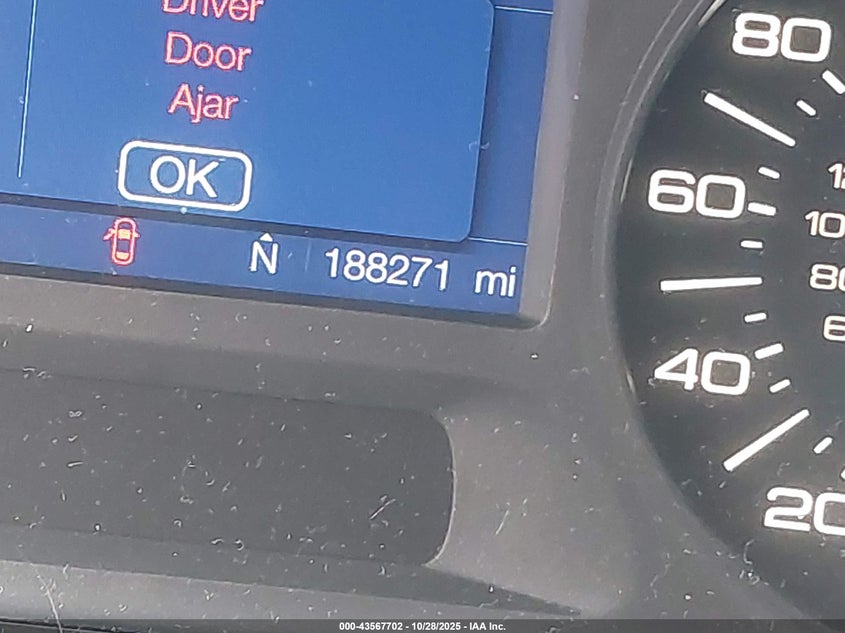 Driver
Door
Ajar
OK
N 188271 mi
80
60
40
20
000-43567702 - 10/28/2025 - IAA Inc.